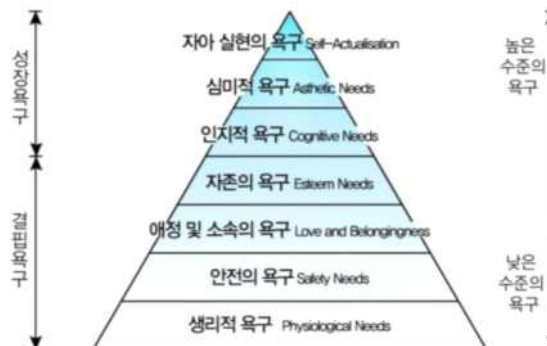 자아 실현의 욕구 Self-Actualisation
심미적 욕구 Asthetic Needs
인지적 욕구 Cognitive Needs
자존의 욕구 Esteem Needs
애정 및 소속의 욕구 Love and Belongingness
안전의 욕구 Safety Needs
생리적 욕구 Physiological Needs
성장욕구
결핍욕구
높은
수준의
욕구
낮은
수준의
욕구